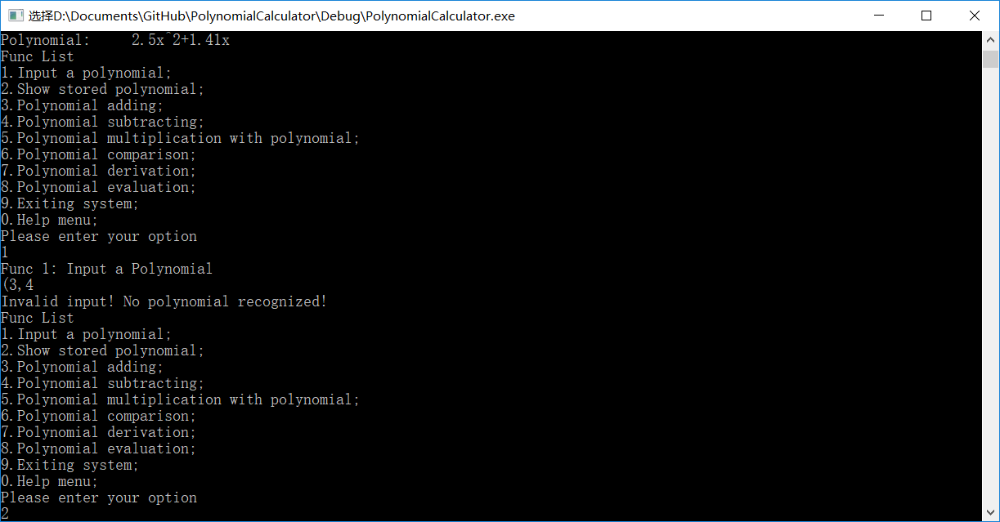 选择D:\Documents\GitHub\PolynomialCalculator\Debug\PolynomialCalculator.exe
Polynomial:     2.5x^2+1.41x
Func List
1.Input a polynomial;
2.Show stored polynomial;
3.Polynomial adding;
4.Polynomial subtracting;
5.Polynomial multiplication with polynomial;
6.Polynomial comparison;
7.Polynomial derivation;
8.Polynomial evaluation;
9.Exiting system;
0.Help menu;
Please enter your option
1
Func 1: Input a Polynomial
(3,4
Invalid input! No polynomial recognized!
Func List
1.Input a polynomial;
2.Show stored polynomial;
3.Polynomial adding;
4.Polynomial subtracting;
5.Polynomial multiplication with polynomial;
6.Polynomial comparison;
7.Polynomial derivation;
8.Polynomial evaluation;
9.Exiting system;
0.Help menu;
Please enter your option
2